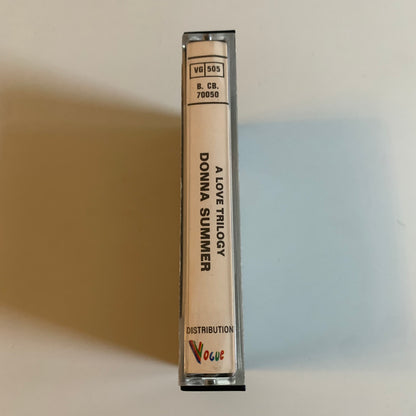 VG 505
B. CB.
70050
A LOVE TRILOGY
DONNA SUMMER
DISTRIBUTION
VOGUE